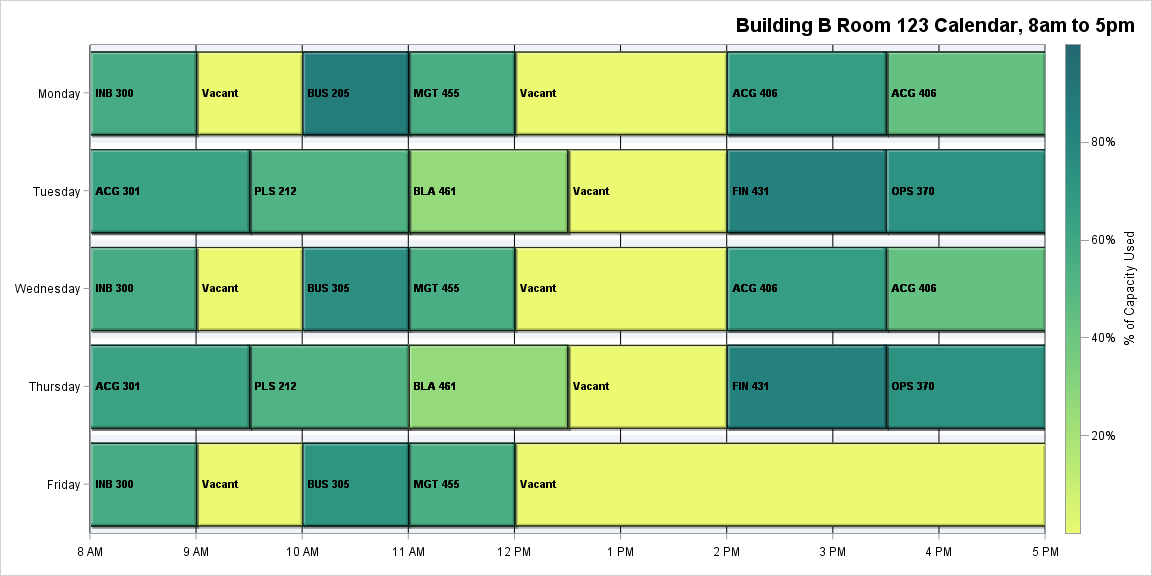 Building B Room 123 Calendar, 8am to 5pm
Monday
INB 300
Vacant
BUS 205
MGT 455
Vacant
ACG 406
ACG 406
Tuesday
ACG 301
PLS 212
BLA 461
Vacant
FIN 431
OPS 370
Wednesday
INB 300
Vacant
BUS 305
MGT 455
Vacant
ACG 406
ACG 406
Thursday
ACG 301
PLS 212
BLA 461
Vacant
FIN 431
OPS 370
Friday
INB 300
Vacant
BUS 305
MGT 455
Vacant
8 AM
9 AM
10 AM
11 AM
12 PM
1 PM
2 PM
3 PM
4 PM
5 PM
80%
60%
40%
20%
% of Capacity Used